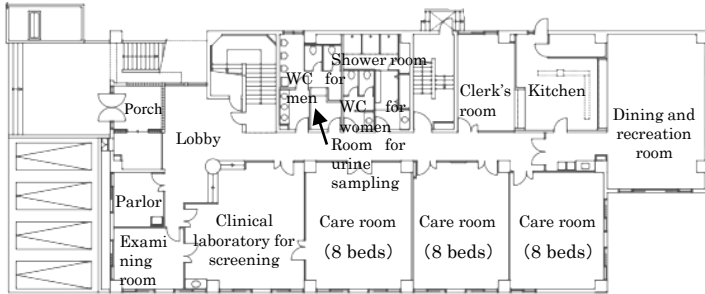 Shower room
WC for
men
WC for
women
Room for
urine
sampling
Clerk's
room
Kitchen
Dining and
recreation
room
Porch
Lobby
Parlor
Exami
ning
room
Clinical
laboratory for
screening
Care room
(8 beds)
Care room
(8 beds)
Care room
(8 beds)